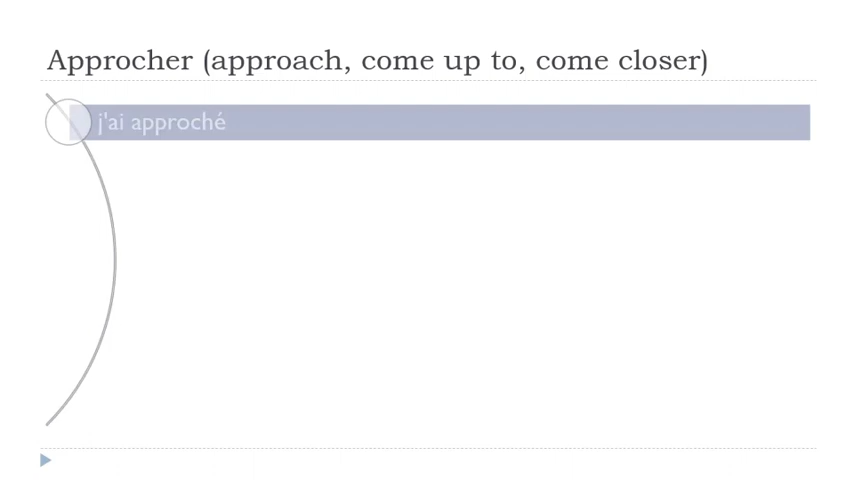 Approcher (approach, come up to, come closer)
j'ai approché